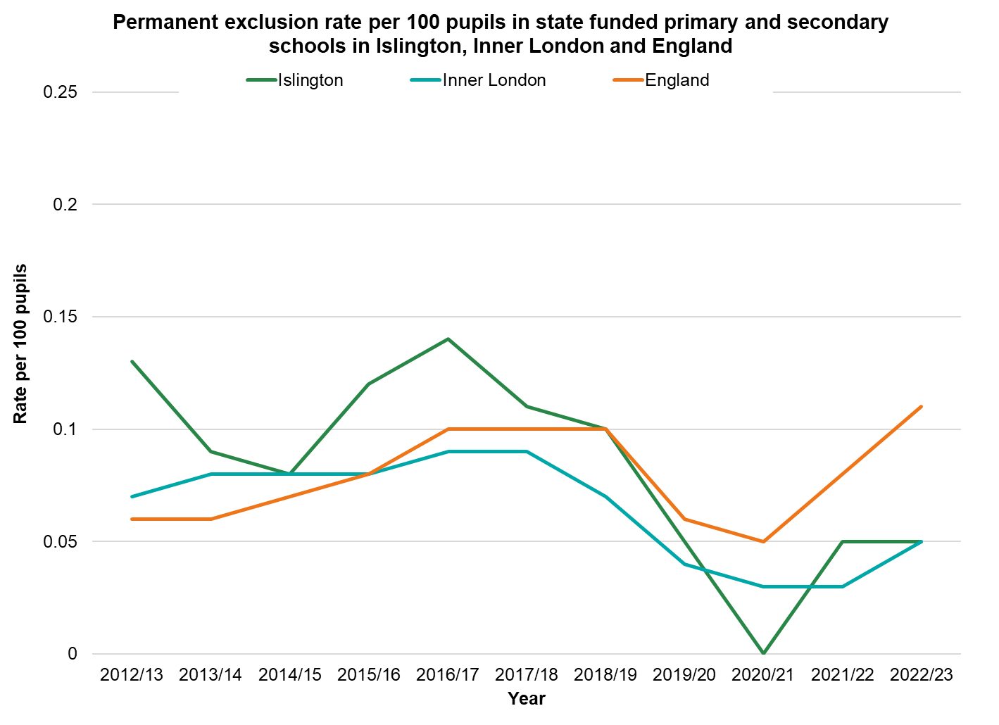 Permanent exclusion rate per 100 pupils in state funded primary and secondary
schools in Islington, Inner London and England
Islington
Inner London
England
0.25
0.2
0.15
0.1
0.05
0
Rate per 100 pupils
2012/13
2013/14
2014/15
2015/16
2016/17
2017/18
2018/19
2019/20
2020/21
2021/22
2022/23
Year